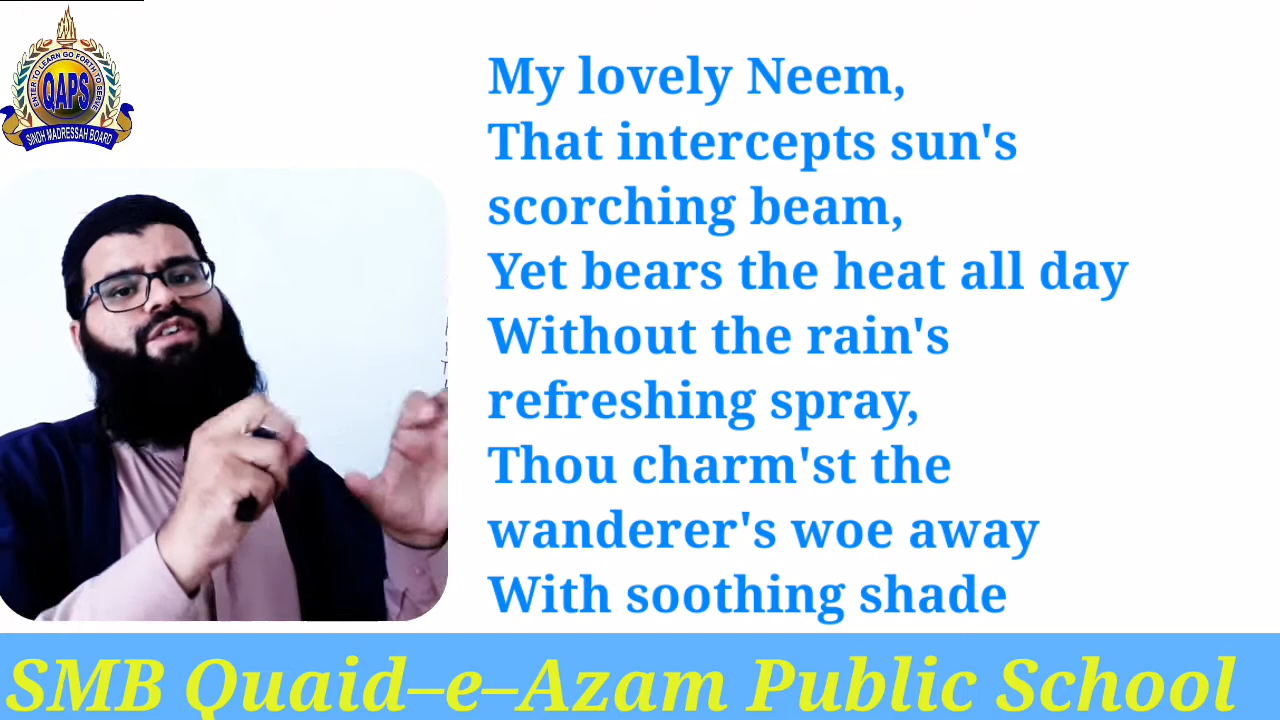 ENTER TO LEARN GO FORTH TO SERVE
QAPS
SINDH MADRESSAH BOARD
My lovely Neem,
That intercepts sun's
scorching beam,
Yet bears the heat all day
Without the rain's
refreshing spray,
Thou charm'st the
wanderer's woe away
With soothing shade
SMB Quaid–e–Azam Public School